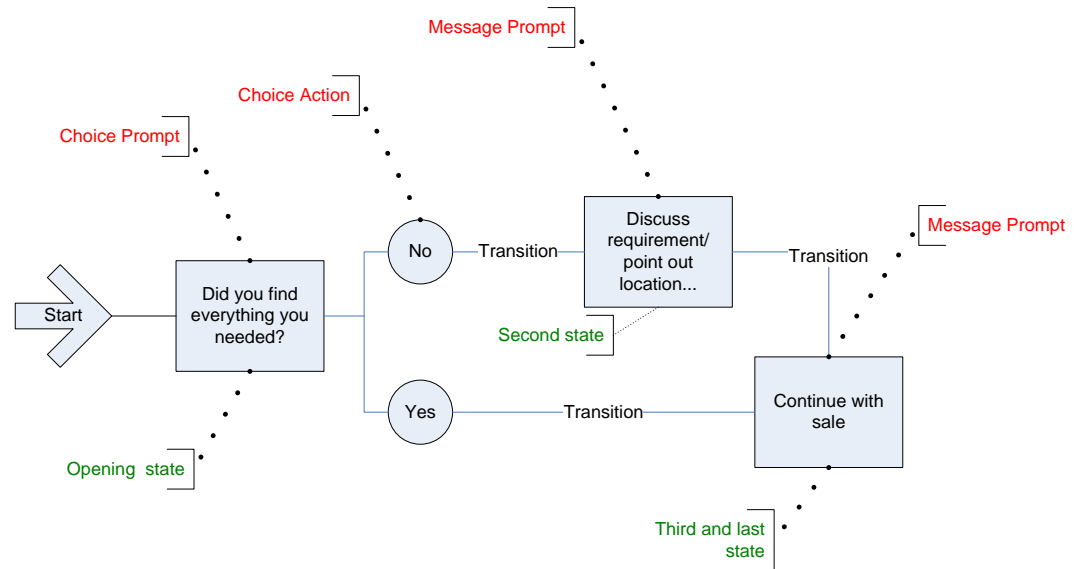 Message Prompt
Choice Action
Choice Prompt
Message Prompt
Start
Did you find
everything you
needed?
No
Transition
Discuss
requirement/
point out
location...
Transition
Second state
Yes
Transition
Continue with
sale
Opening  state
Third and last
state